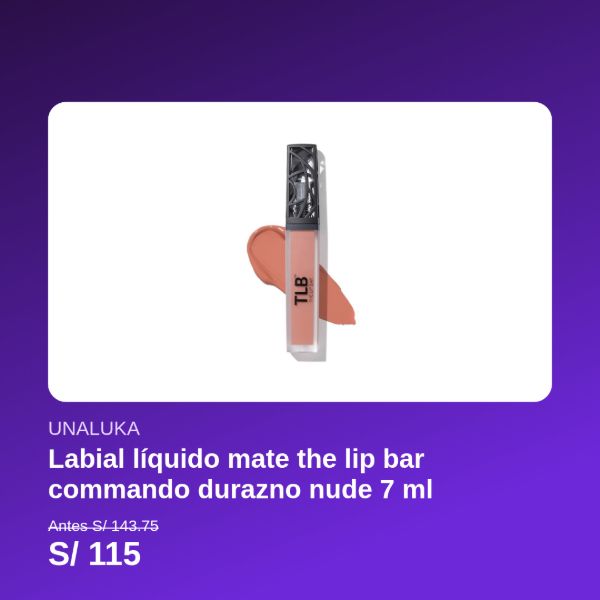 TLB
UNALUKA
Labial líquido mate the lip bar
commando durazno nude 7 ml
Antes S/ 143.75
S/ 115